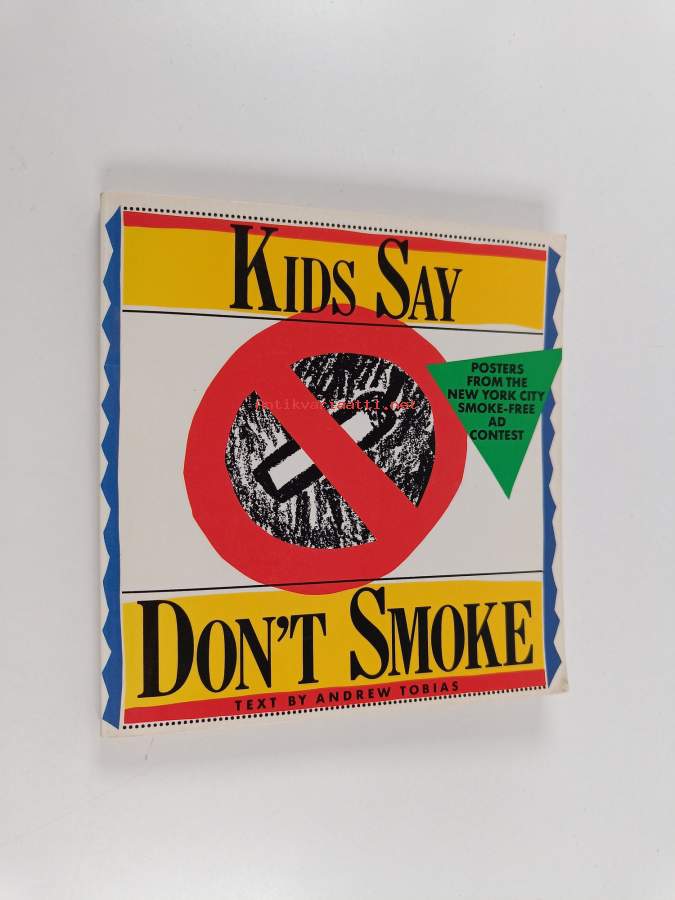 KIDS SAY
POSTERS
FROM THE
NEW YORK CITY
SMOKE-FREE
AD
CONTEST
antikvariaatti.net
DON'T SMOKE
TEXT BY ANDREW TOBIAS